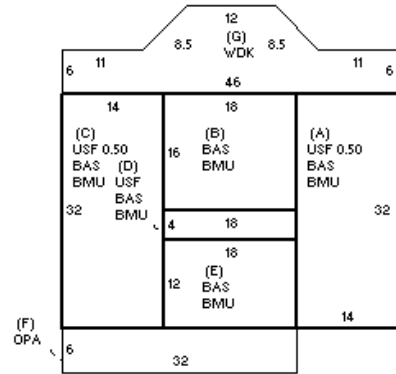 12
(G)
8.5 WDK 8.5
11 11
6 6
46
14 18
(C) (B) (A)
USF 0.50 BAS USF 0.50
BAS BMU BAS
BMU BMU
16
(D)
USF
BAS
BMU
32 32
4 18
18
(E)
12 BAS
BMU
14
(F)
OPA
6
32